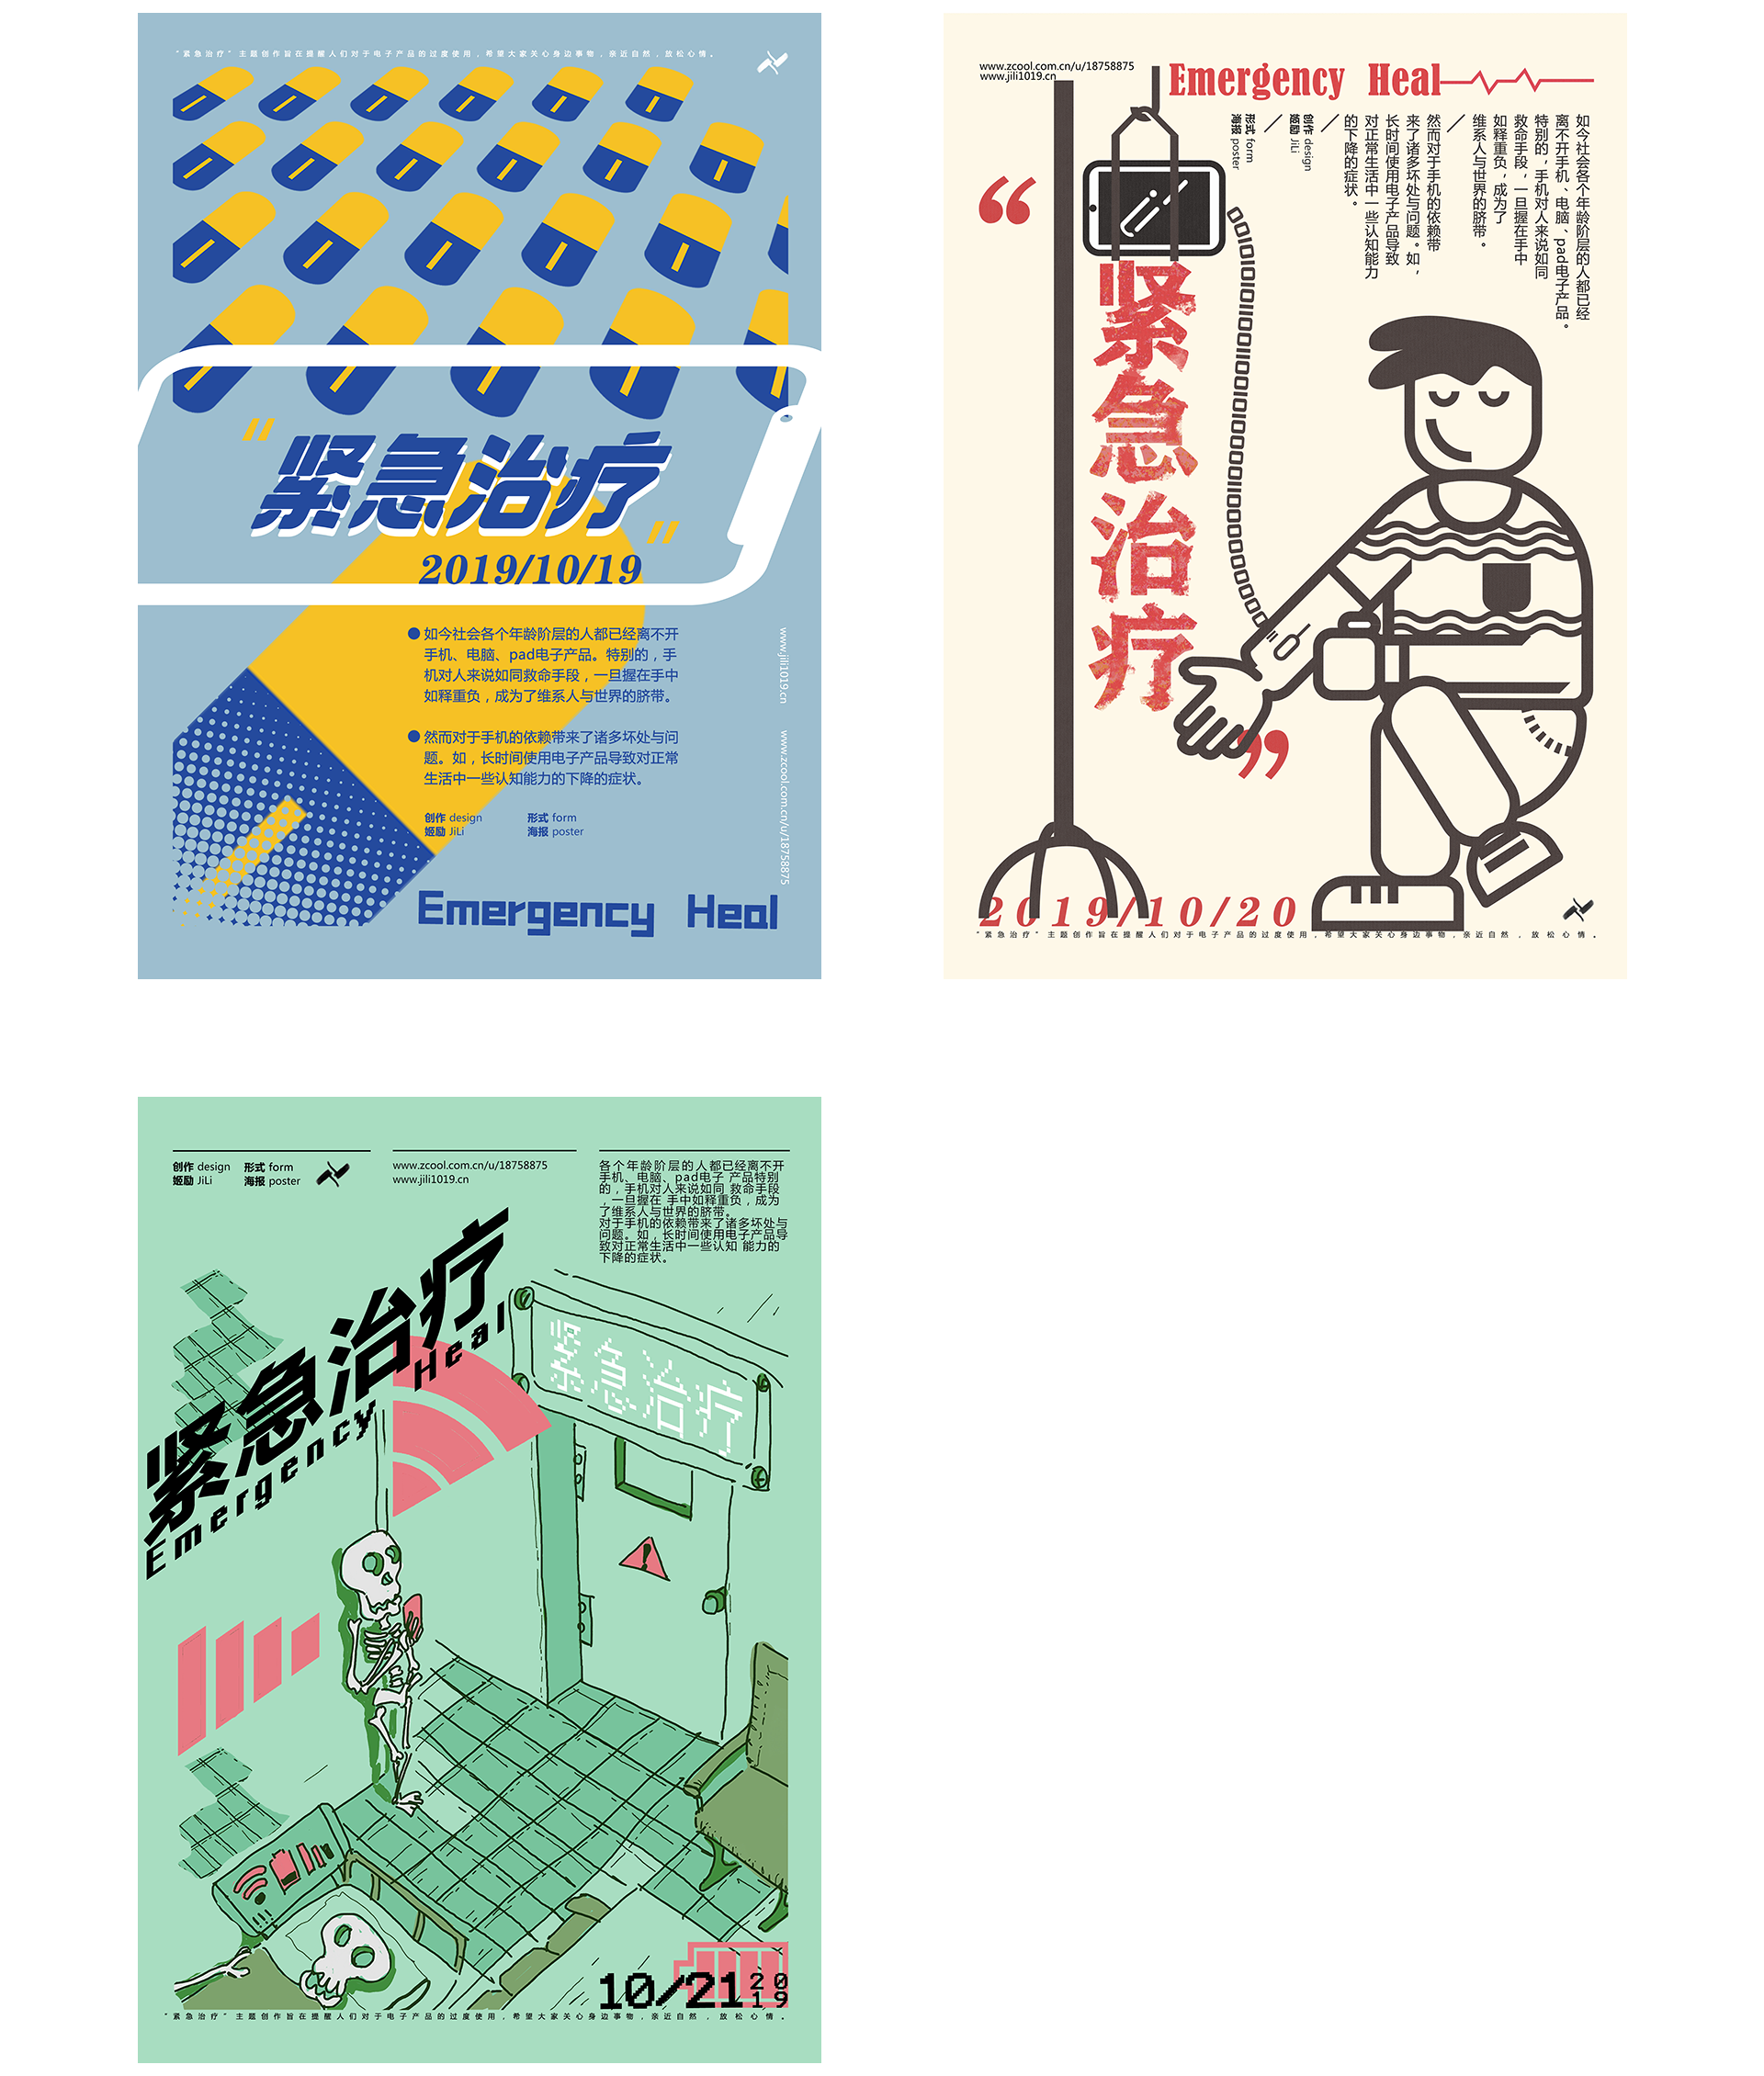 “紧急治疗”主题创作旨在提醒人们对于电子产品的过度使用，希望大家关心身边事物，亲近自然，放松心情。
“紧急治疗”
2019/10/19
●如今社会各个年龄阶层的人都已经离不开
手机、电脑、pad电子产品。特别的，手
机对人来说如同救命手段，一旦握在手中
如释重负，成为了维系人与世界的脐带。
●然而对于手机的依赖带来了诸多坏处与问
题。如，长时间使用电子产品导致对正常
生活中一些认知能力的下降的症状。
创作 design
姬励 JiLi
形式 form
海报 poster
www.jili1019.cn
www.zcool.com.cn/u/18758875
Emergency Heal
www.zcool.com.cn/u/18758875
www.jili1019.cn
Emergency Heal
如今社会各个年龄阶层的人都已经
离不开手机、电脑、pad电子产品。
特别的，手机对人来说如同
救命手段，一旦握在手中
如释重负，成为了
维系人与世界的脐带。
然而对于手机的依赖带
来了诸多坏处与问题。如，
长时间使用电子产品导致
对正常生活中一些认知能力
的下降的症状。
创作 design
姬励 JiLi
形式 form
海报 poster
“紧急治疗”
2019/10/20
“紧急治疗”主题创作旨在提醒人们对于电子产品的过度使用，希望大家关心身边事物，亲近自然，放松心情。
创作 design
姬励 JiLi
形式 form
海报 poster
www.zcool.com.cn/u/18758875
www.jili1019.cn
各个年龄阶层的人都已经离不开
手机、电脑、pad电子 产品特别
的，手机对人来说如同 救命手段
，一旦握在 手中如释重负，成为
了维系人与世界的脐带。
对于手机的依赖带来了诸多坏处与
问题。如，长时间使用电子产品导
致对正常生活中一些认知 能力的
下降的症状。
紧急治疗
Emergency Heal
紧急治疗
10/21 2019
“紧急治疗”主题创作旨在提醒人们对于电子产品的过度使用，希望大家关心身边事物，亲近自然，放松心情。